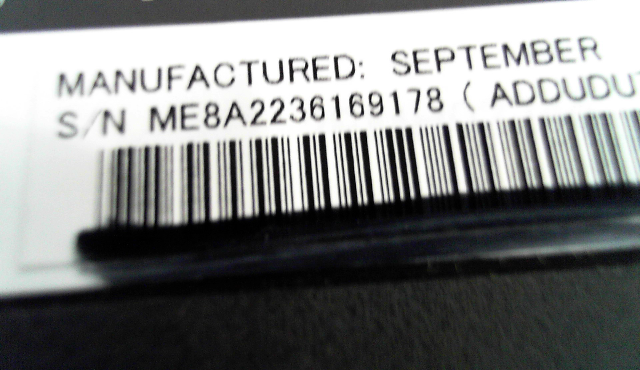 MANUFACTURED: SEPTEMBER
S/N ME8A2236169178 ( ADDUDU